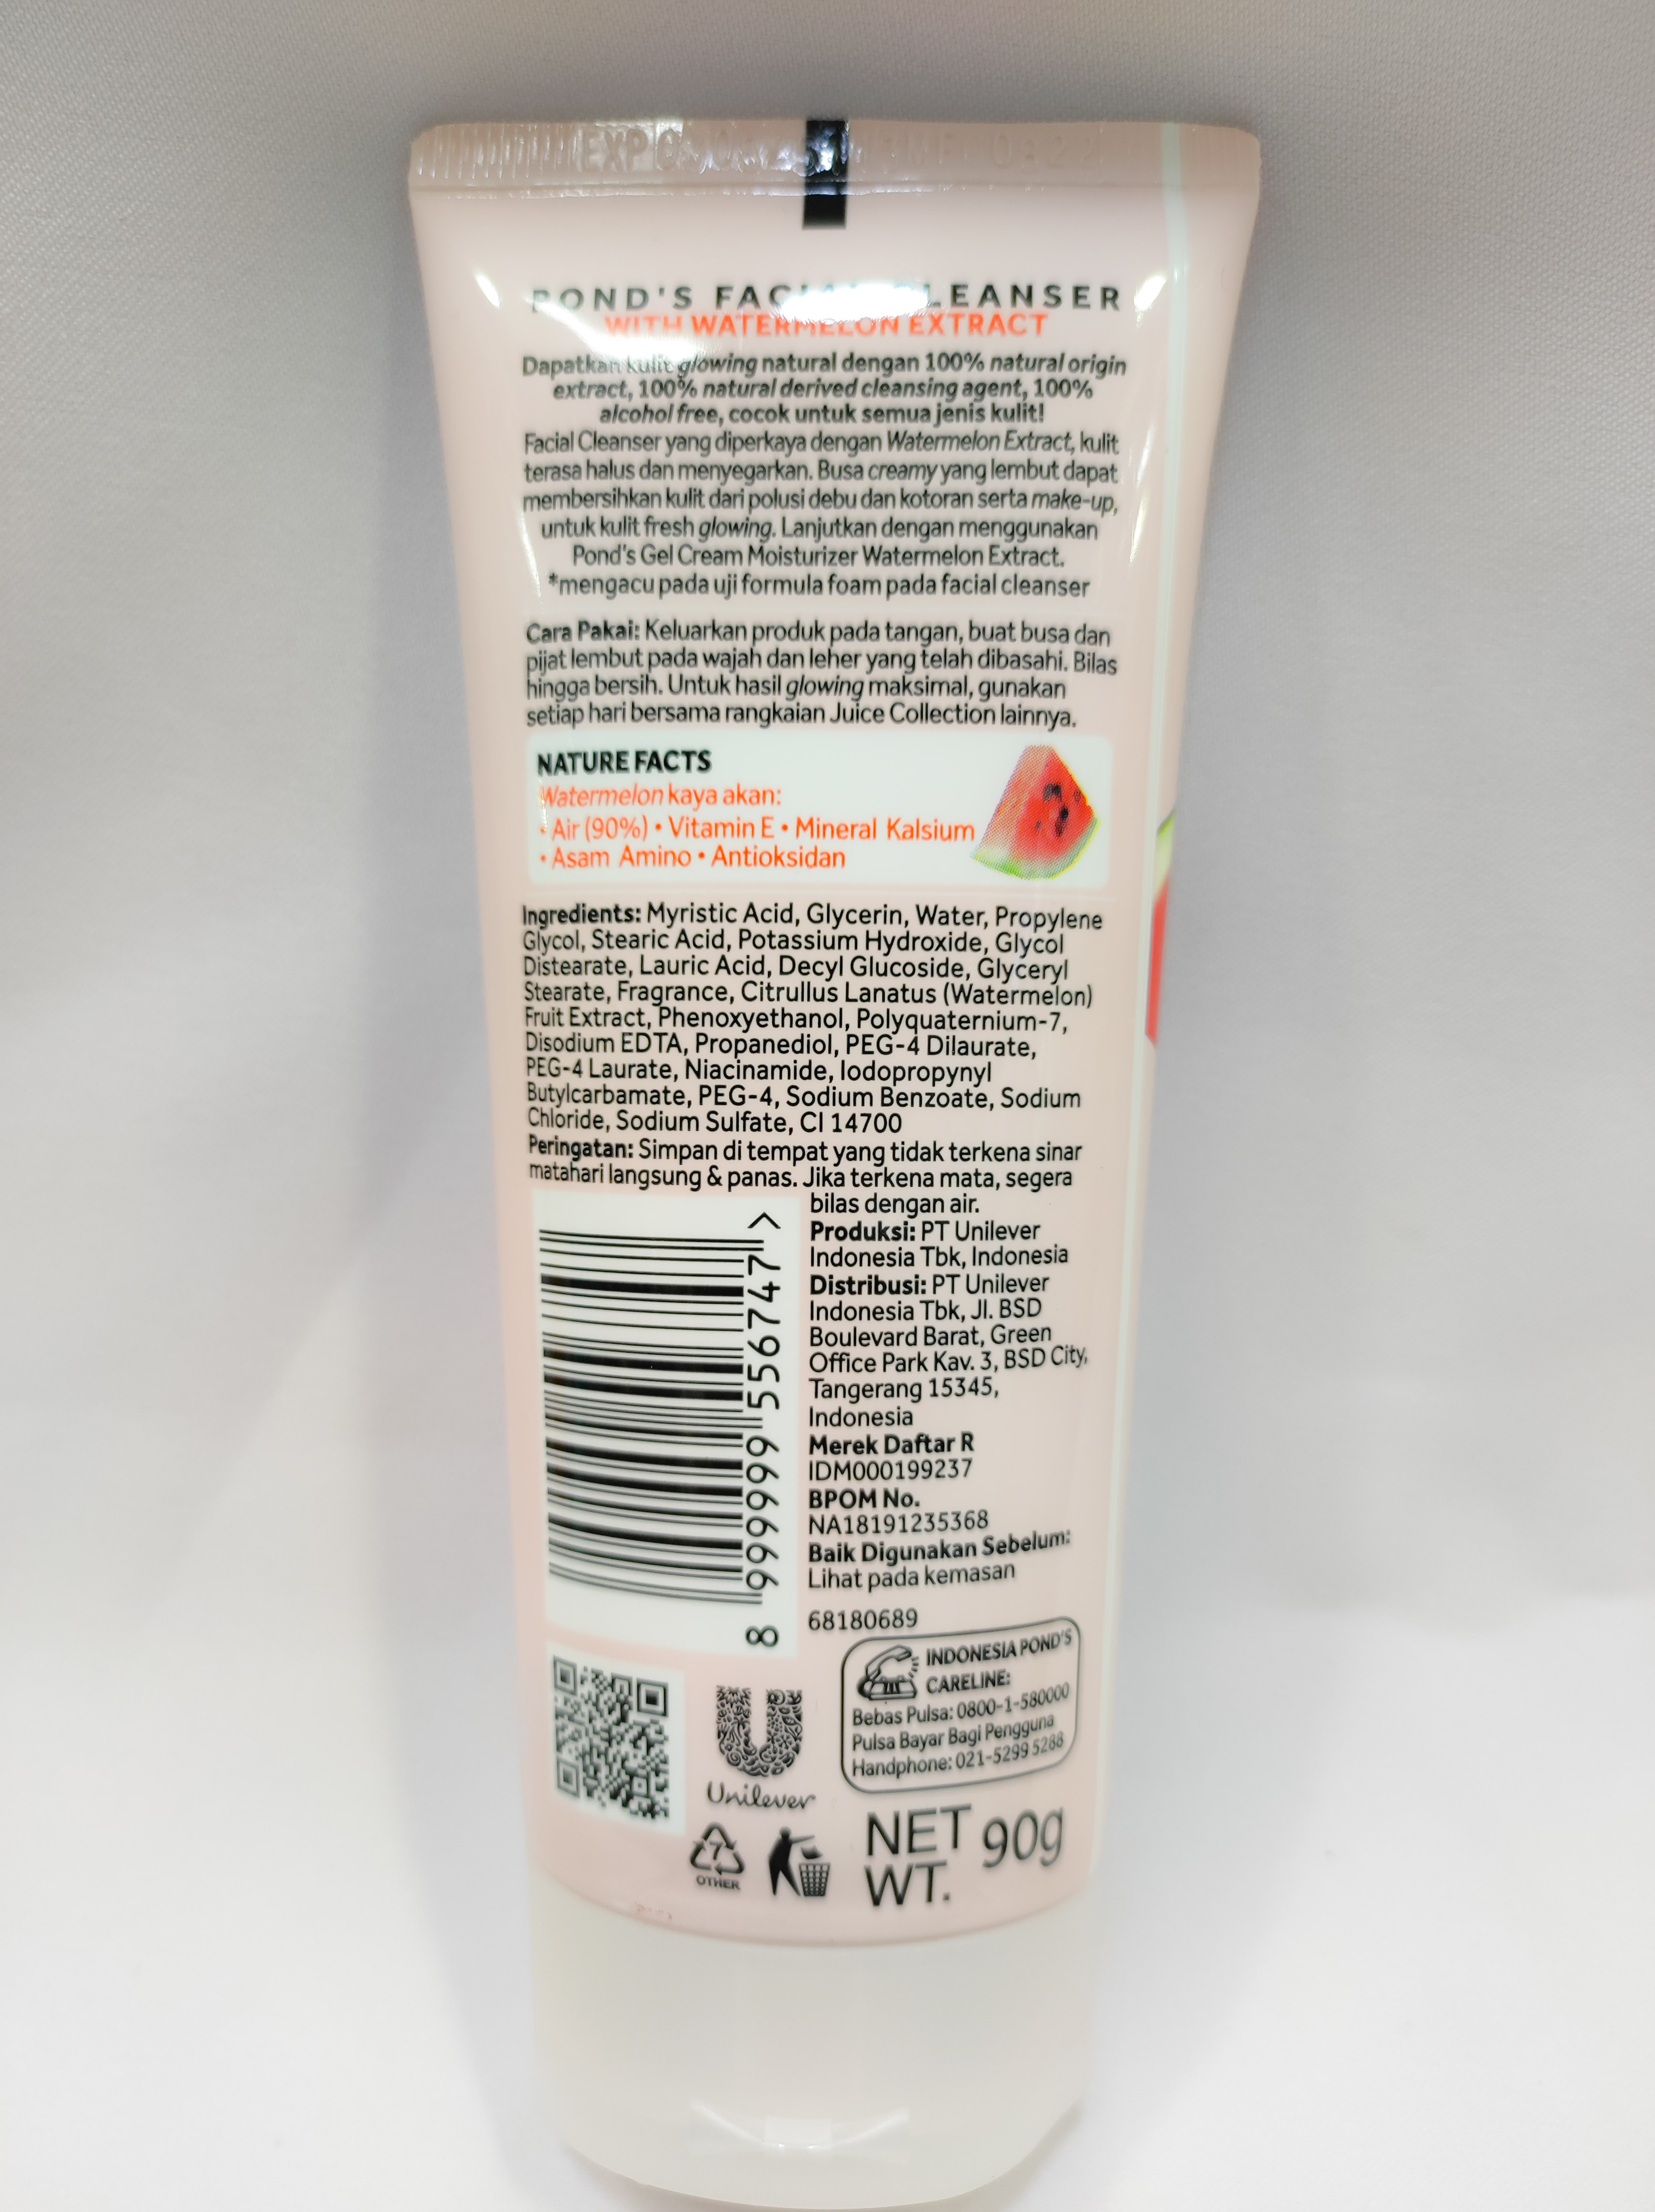 EXP
POND'S FACIAL CLEANSER
WITH WATERMELON EXTRACT
Dapatkan kulit glowing natural dengan 100% natural origin
extract, 100% natural derived cleansing agent, 100%
alcohol free, cocok untuk semua jenis kulit!
Facial Cleanser yang diperkaya dengan Watermelon Extract, kulit
terasa halus dan menyegarkan. Busa creamy yang lembut dapat
membersihkan kulit dari polusi debu dan kotoran serta make-up,
untuk kulit fresh glowing. Lanjutkan dengan menggunakan
Pond's Gel Cream Moisturizer Watermelon Extract.
*mengacu pada uji formula foam pada facial cleanser
Cara Pakai: Keluarkan produk pada tangan, buat busa dan
pijat lembut pada wajah dan leher yang telah dibasahi. Bilas
hingga bersih. Untuk hasil glowing maksimal, gunakan
setiap hari bersama rangkaian Juice Collection lainnya.
NATURE FACTS
Watermelon kaya akan:
• Air (90%) • Vitamin E • Mineral Kalsium
• Asam Amino • Antioksidan
Ingredients: Myristic Acid, Glycerin, Water, Propylene
Glycol, Stearic Acid, Potassium Hydroxide, Glycol
Distearate, Lauric Acid, Decyl Glucoside, Glyceryl
Stearate, Fragrance, Citrullus Lanatus (Watermelon)
Fruit Extract, Phenoxyethanol, Polyquaternium-7,
Disodium EDTA, Propanediol, PEG-4 Dilaurate,
PEG-4 Laurate, Niacinamide, Iodopropynyl
Butylcarbamate, PEG-4, Sodium Benzoate, Sodium
Chloride, Sodium Sulfate, CI 14700
Peringatan: Simpan di tempat yang tidak terkena sinar
matahari langsung & panas. Jika terkena mata, segera
bilas dengan air.
Produksi: PT Unilever
Indonesia Tbk, Indonesia
Distribusi: PT Unilever
Indonesia Tbk, Jl. BSD
Boulevard Barat, Green
Office Park Kav. 3, BSD City,
Tangerang 15345,
Indonesia
Merek Daftar R
IDM000199237
BPOM No.
NA18191235368
Baik Digunakan Sebelum:
Lihat pada kemasan
68180689
8 999999 556747 >
INDONESIA POND'S
CARELINE:
Bebas Pulsa: 0800-1-580000
Pulsa Bayar Bagi Pengguna
Handphone: 021-5299 5288
Unilever
7
OTHER
NET
WT. 90g